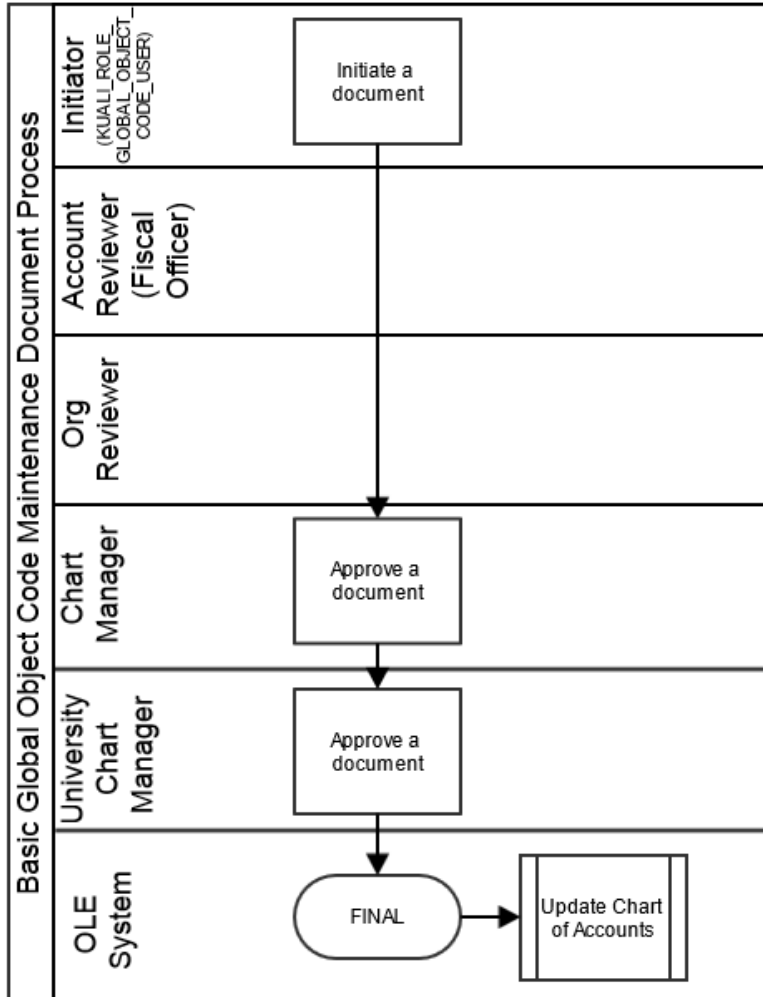 Basic Global Object Code Maintenance Document Process
Initiator
(KUALI_ROLE_
GLOBAL_OBJECT_
CODE_USER)
Initiate a
document
Account
Reviewer
(Fiscal
Officer)
Org
Reviewer
Chart
Manager
Approve a
document
University
Chart
Manager
Approve a
document
OLE
System
FINAL
Update Chart
of Accounts